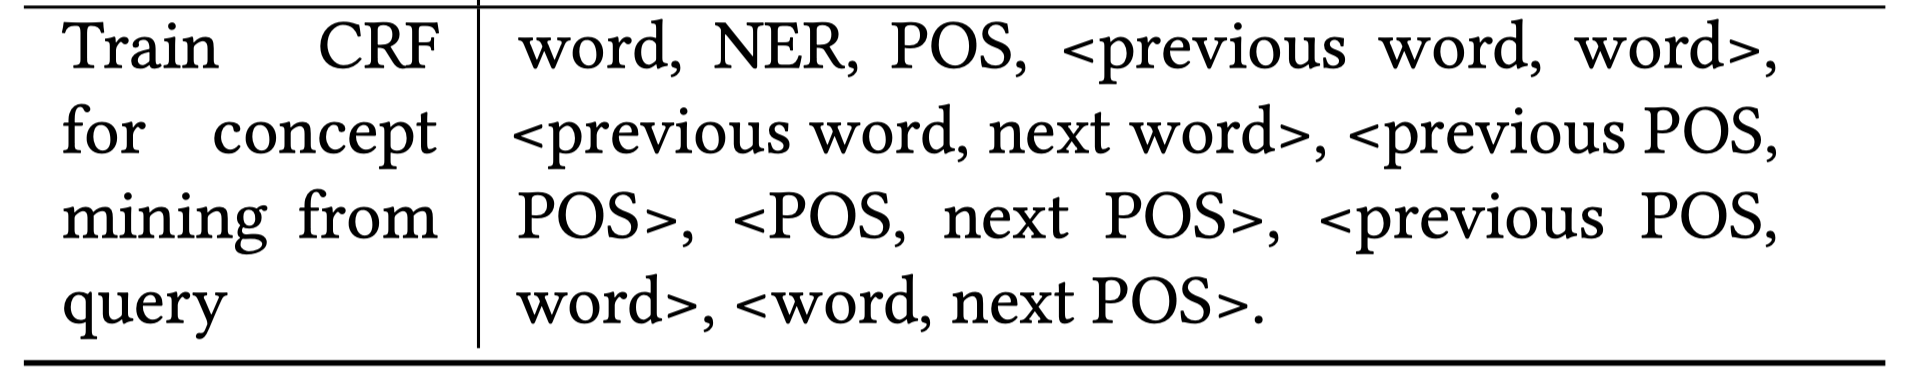 Train CRF
for concept
mining from
query
word, NER, POS, <previous word, word>,
<previous word, next word>, <previous POS,
POS>, <POS, next POS>, <previous POS,
word>, <word, next POS>.